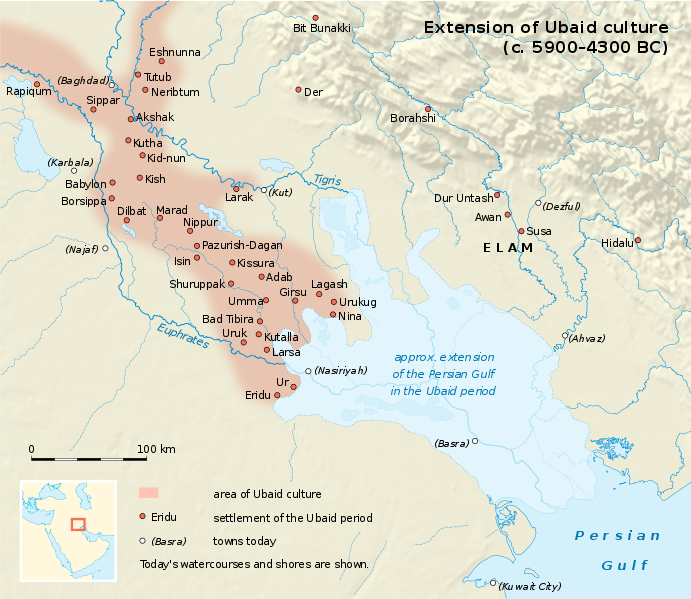 Extension of Ubaid culture
(c. 5900–4300 BC)
Bit Bunakki
Eshnunna
(Baghdad)
Tutub
Rapiqum
Neribtum
Der
Sippar
Akshak
Borahshi
Kutha
Kid-nun
(Karbala)
Kish
Tigris
Babylon
Larak
(Kut)
Borsippa
Dur Untash
(Dezful)
Dilbat
Marad
Awan
Nippur
Susa
(Najaf)
Pazurish-Dagan
ELAM
Hidalu
Isin
Kissura
Adab
Shuruppak
Girsu
Lagash
Umma
Urukug
Bad Tibira
Nina
Euphrates
Uruk
Kutalla
(Ahvaz)
Larsa
approx. extension
of the Persian Gulf
in the Ubaid period
(Nasiriyah)
Ur
Eridu
(Basra)
0
100 km
area of Ubaid culture
Eridu
settlement of the Ubaid period
(Basra)
towns today
Today's watercourses and shores are shown.
Persian
Gulf
(Kuwait City)